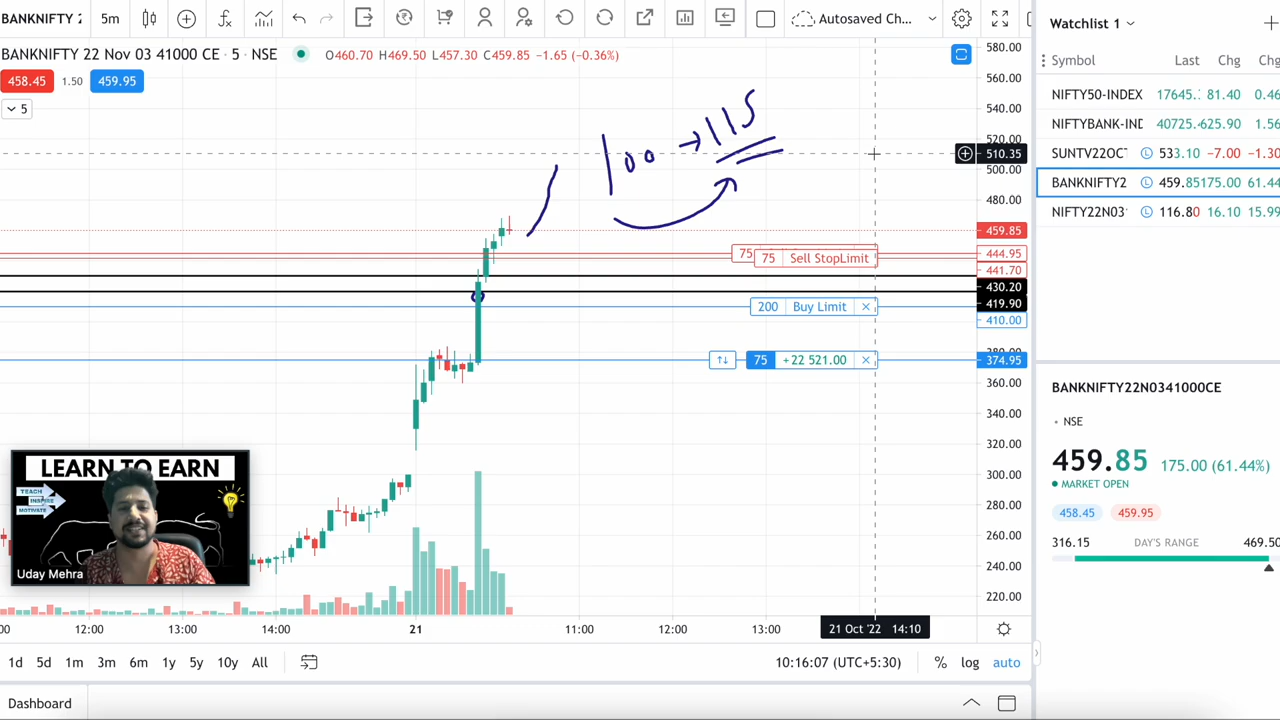 BANKNIFTY 2 5m Autosaved Ch...
BANKNIFTY 22 Nov 03 41000 CE · 5 · NSE O460.70 H469.50 L457.30 C459.85 -1.65 (-0.36%)
458.45 1.50 459.95
5
100 → 115
580.00
560.00
540.00
520.00
510.35
500.00
480.00
459.85
75 444.95
75 Sell StopLimit 441.70
430.20
419.90
200 Buy Limit × 410.00
75 +22 521.00 × 374.95
360.00
340.00
320.00
300.00
280.00
260.00
240.00
220.00
LEARN TO EARN
TEACH
INSPIRE
MOTIVATE
Uday Mehra
12:00 13:00 14:00 21 11:00 12:00 13:00 21 Oct '22 14:10
1d 5d 1m 3m 6m 1y 5y 10y All 10:16:07 (UTC+5:30) % log auto
Dashboard
Watchlist 1
Symbol Last Chg Chg
NIFTY50-INDEX 17645. 81.40 0.46
NIFTYBANK-IND 40725.4 625.90 1.56
SUNTV22OC 533.10 -7.00 -1.30
BANKNIFTY2 459.85 175.00 61.44
NIFTY22N03 116.80 16.10 15.99
BANKNIFTY22N0341000CE
NSE
459.85 175.00 (61.44%)
MARKET OPEN
458.45 459.95
316.15 DAY'S RANGE 469.50